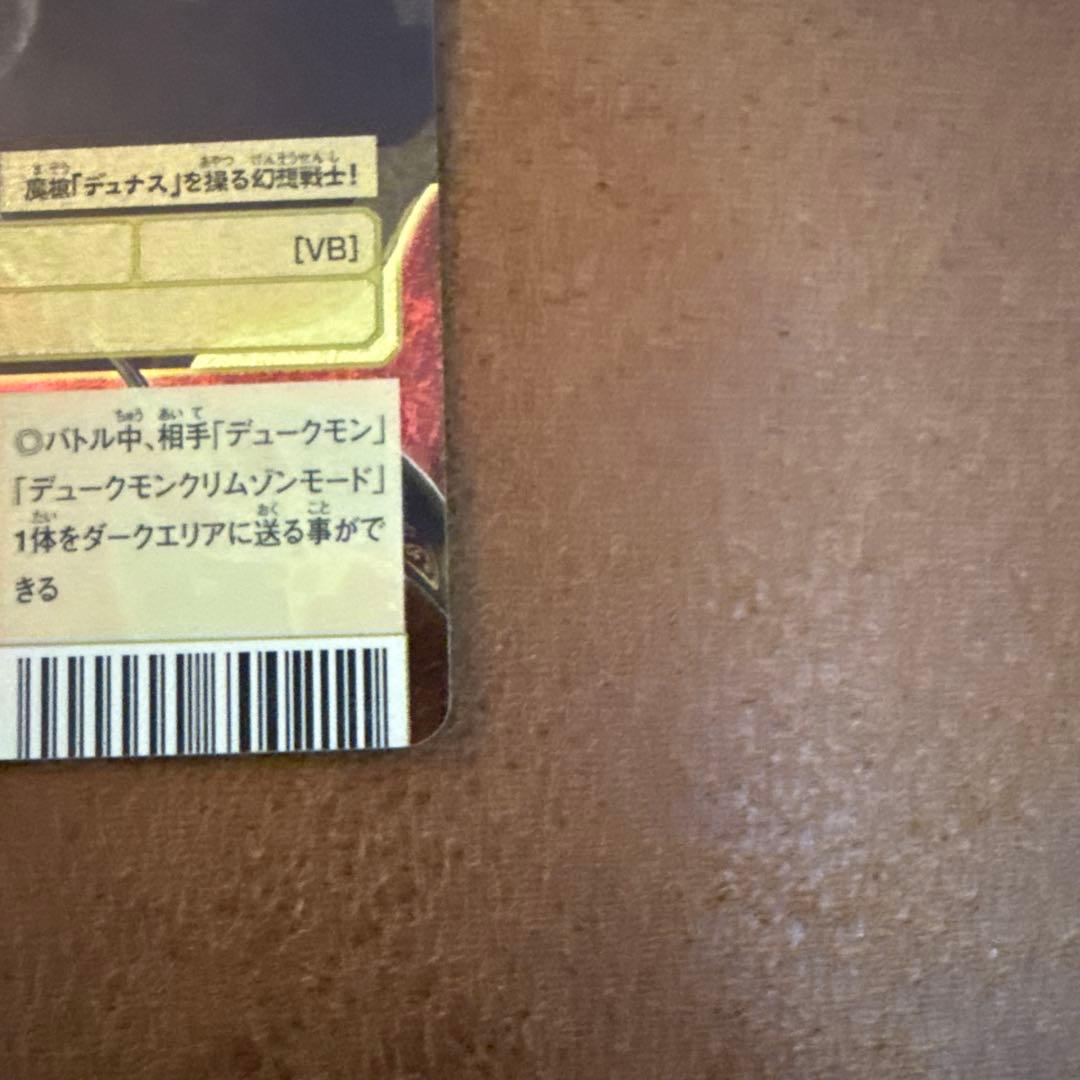 魔槍「デュナス」を操る幻想戦士!
[VB]
◎バトル中、相手「デュークモン」
「デュークモンクリムゾンモード」
1体をダークエリアに送る事がで
きる